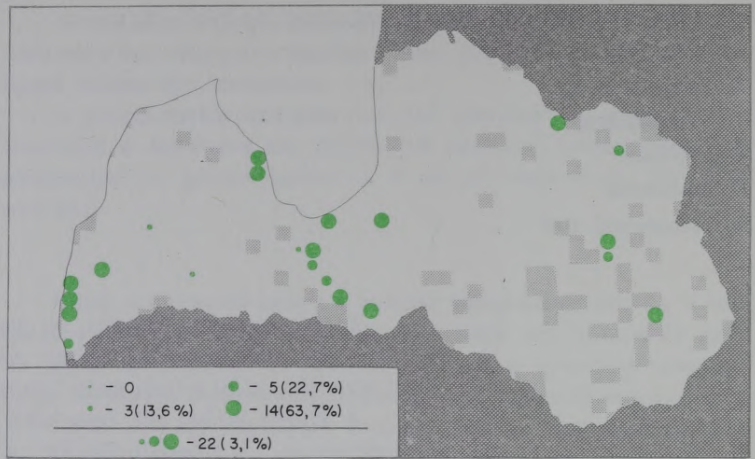 - 0
- 5 (22,7%)
- 3 (13,6%)
- 14 (63,7%)
- 22 (3,1%)